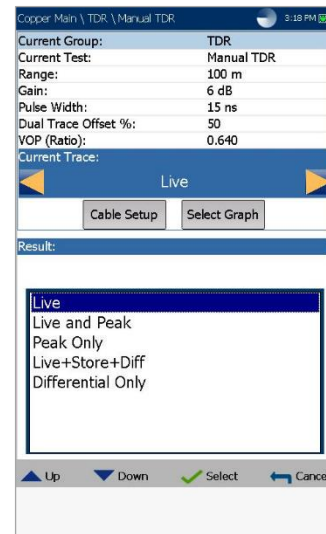 Copper Main \ TDR \ Manual TDR 3:18 PM
Current Group: TDR
Current Test: Manual TDR
Range: 100 m
Gain: 6 dB
Pulse Width: 15 ns
Dual Trace Offset %: 50
VOP (Ratio): 0.640
Current Trace:
Live
Cable Setup Select Graph
Result:
Live
Live and Peak
Peak Only
Live+Store+Diff
Differential Only
Up Down Select Cance